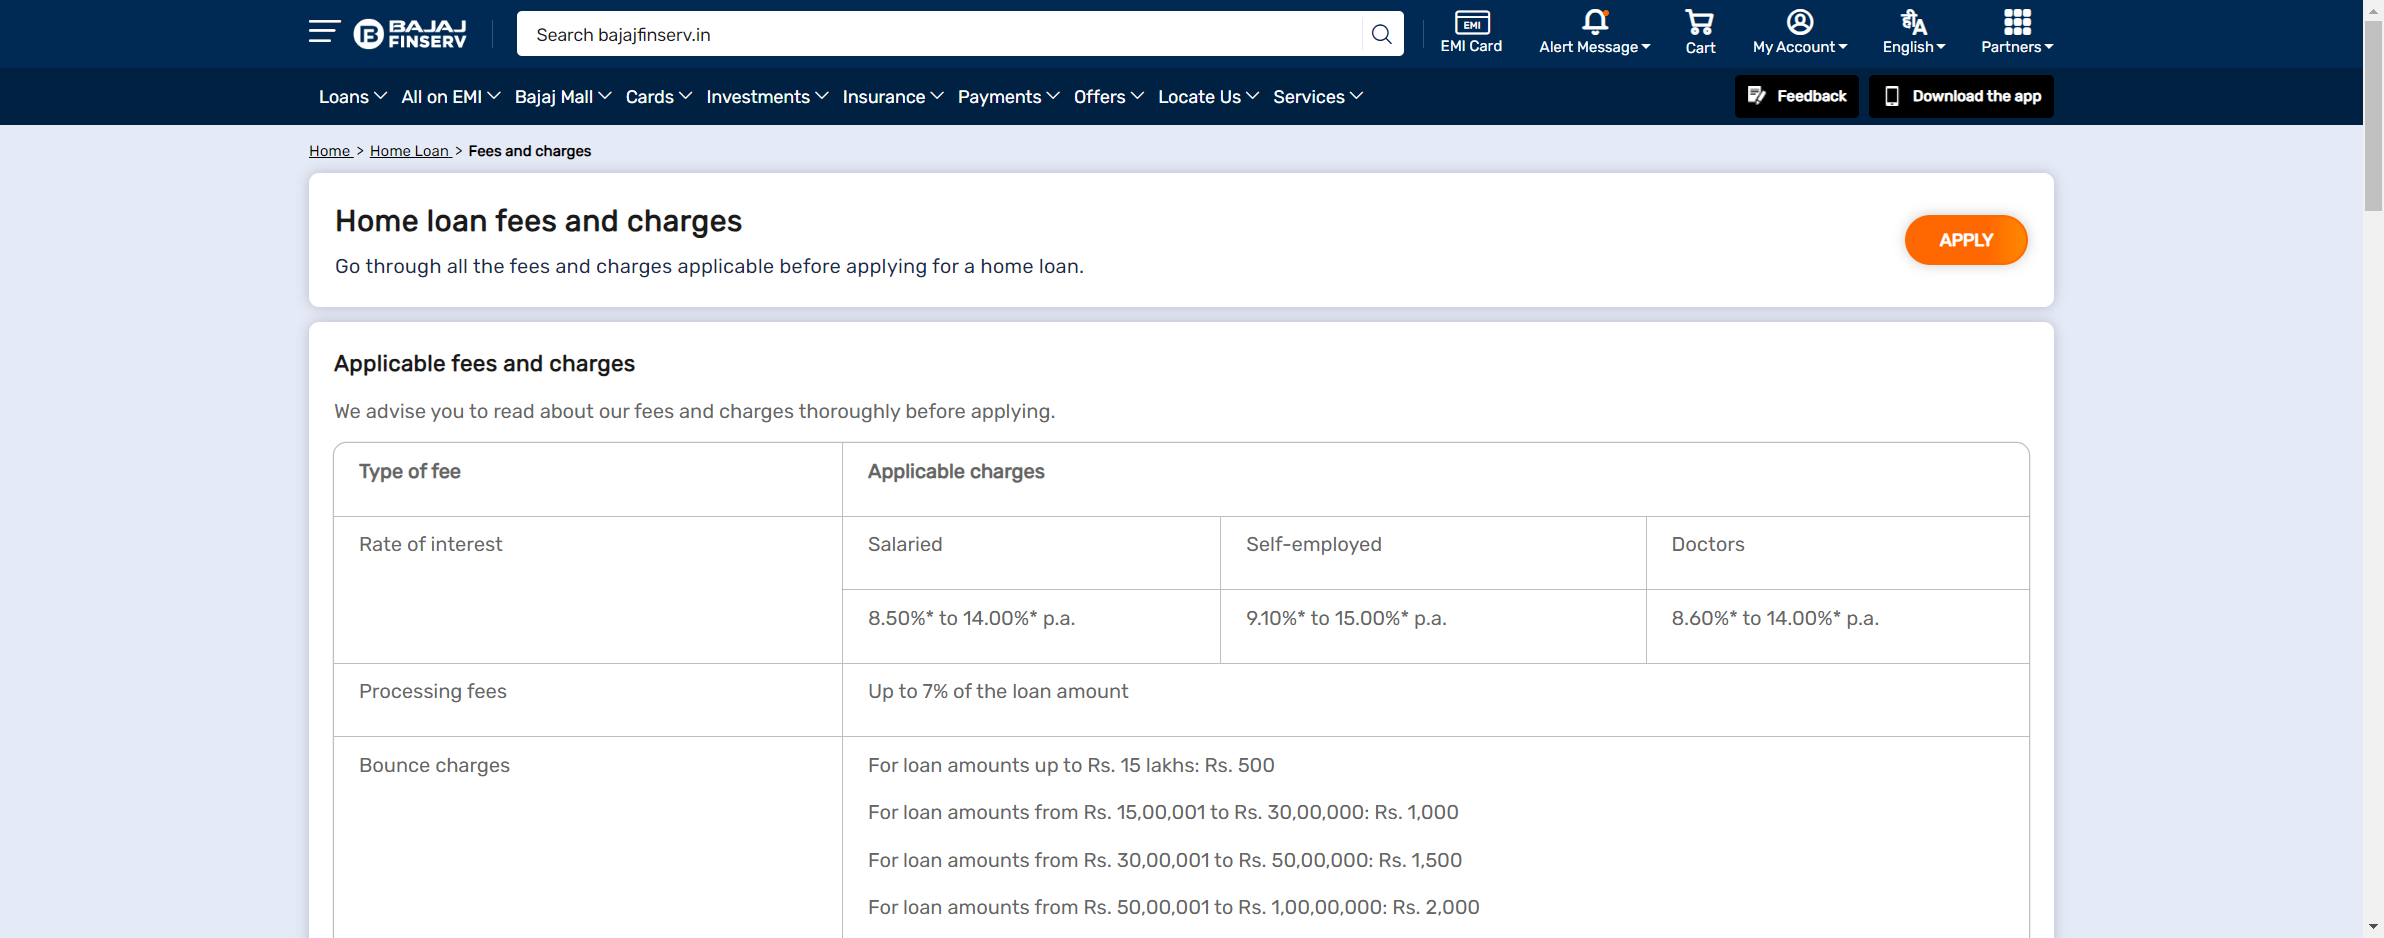 BAJAJ
FINSERV
Search bajajfinserv.in
EMI
EMI Card
Alert Message
Cart
My Account
हीA
English
Partners
Loans All on EMI Bajaj Mall Cards Investments Insurance Payments Offers Locate Us Services
Feedback
Download the app
Home > Home Loan > Fees and charges
Home loan fees and charges
Go through all the fees and charges applicable before applying for a home loan.
APPLY
Applicable fees and charges
We advise you to read about our fees and charges thoroughly before applying.
Type of fee Applicable charges
Rate of interest Salaried Self-employed Doctors
8.50%* to 14.00%* p.a. 9.10%* to 15.00%* p.a. 8.60%* to 14.00%* p.a.
Processing fees Up to 7% of the loan amount
Bounce charges For loan amounts up to Rs. 15 lakhs: Rs. 500
For loan amounts from Rs. 15,00,001 to Rs. 30,00,000: Rs. 1,000
For loan amounts from Rs. 30,00,001 to Rs. 50,00,000: Rs. 1,500
For loan amounts from Rs. 50,00,001 to Rs. 1,00,00,000: Rs. 2,000